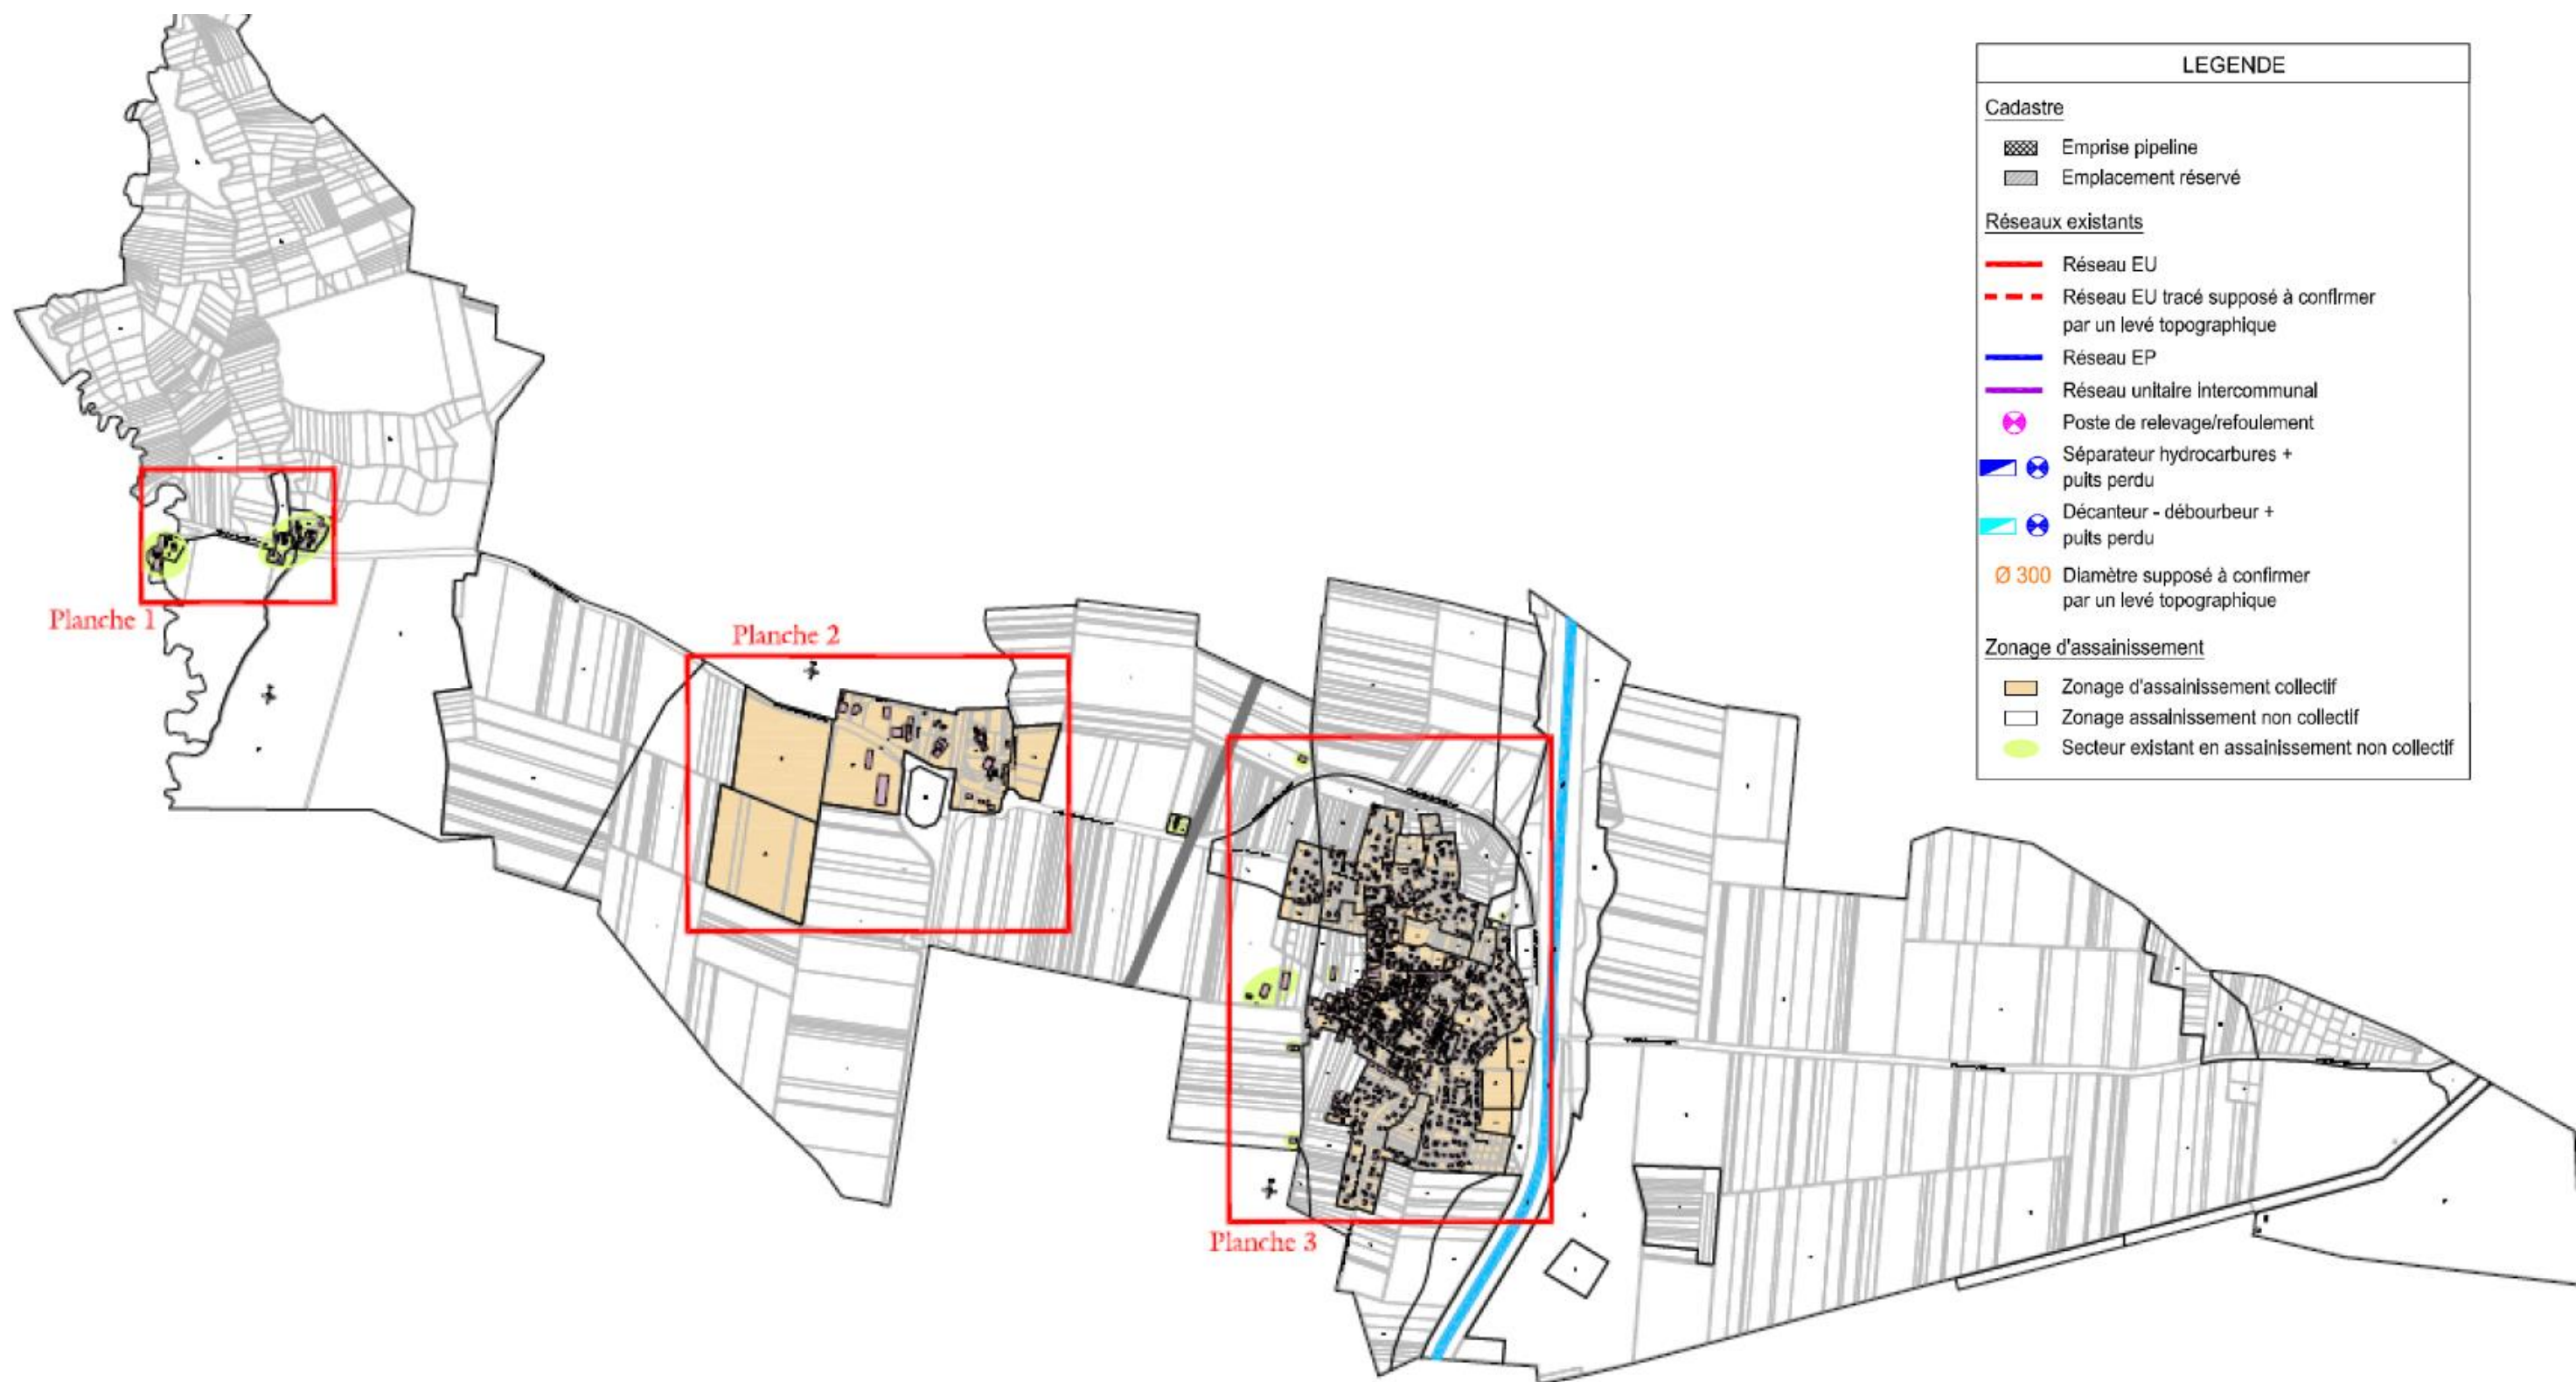 LEGENDE
Cadastre
Emprise pipeline
Emplacement réservé
Réseaux existants
Réseau EU
Réseau EU tracé supposé à confirmer
par un levé topographique
Réseau EP
Réseau unitaire intercommunal
Poste de relevage/refoulement
Séparateur hydrocarbures +
puits perdu
Décanteur - débourbeur +
puits perdu
Ø 300 Diamètre supposé à confirmer
par un levé topographique
Zonage d'assainissement
Zonage d'assainissement collectif
Zonage assainissement non collectif
Secteur existant en assainissement non collectif
Planche 1
Planche 2
Planche 3